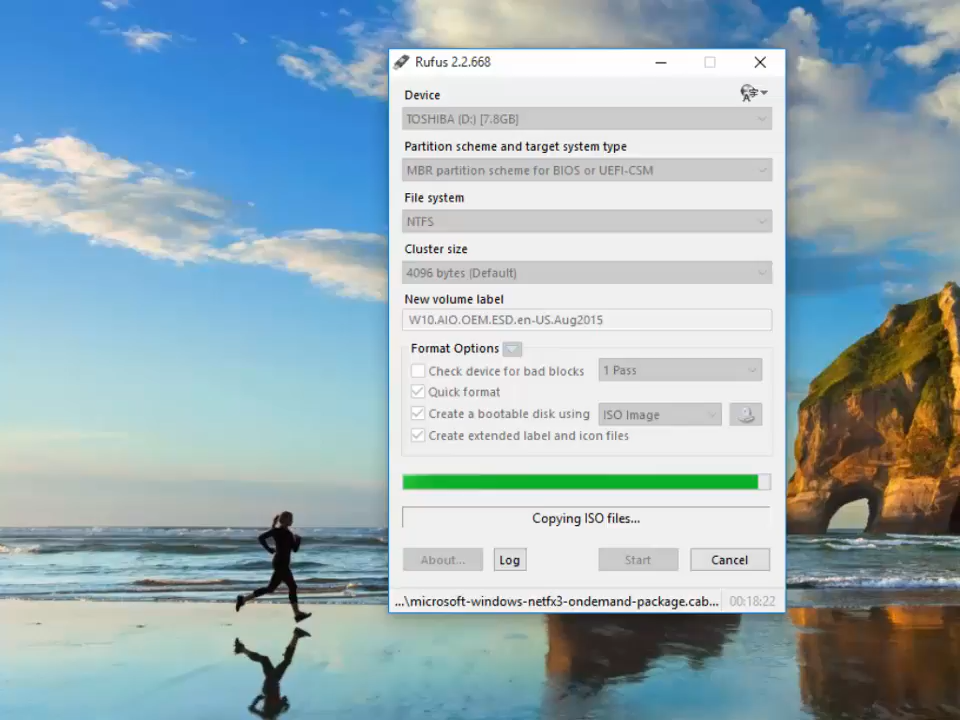 Rufus 2.2.668
Device
TOSHIBA (D:) [7.8GB]
Partition scheme and target system type
MBR partition scheme for BIOS or UEFI-CSM
File system
NTFS
Cluster size
4096 bytes (Default)
New volume label
W10.AIO.OEM.ESD.en-US.Aug2015
Format Options
Check device for bad blocks 1 Pass
Quick format
Create a bootable disk using ISO Image
Create extended label and icon files
Copying ISO files...
About... Log Start Cancel
...\microsoft-windows-netfx3-ondemand-package.cab... 00:18:22